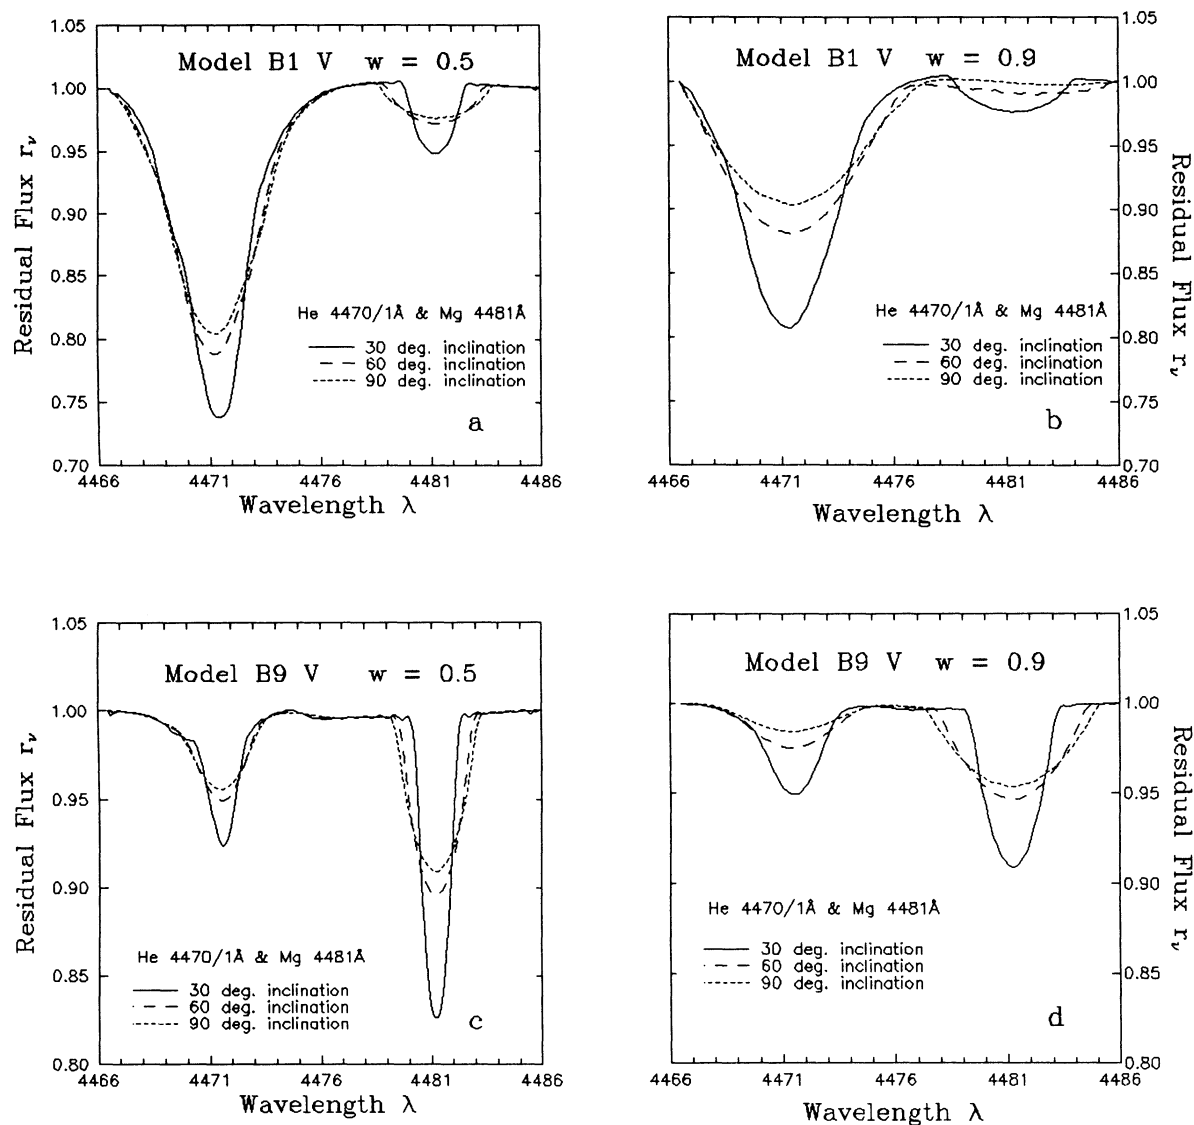 1.05
Model B1 V w = 0.5
1.00
0.95
0.90
0.85
0.80
0.75
0.70
Residual Flux rν
He 4470/1Å & Mg 4481Å
30 deg. inclination
60 deg. inclination
90 deg. inclination
a
4466 4471 4476 4481 4486
Wavelength λ
1.05
Model B1 V w = 0.9
1.00
0.95
0.90
0.85
0.80
0.75
0.70
Residual Flux rν
He 4470/1Å & Mg 4481Å
30 deg. inclination
60 deg. inclination
90 deg. inclination
b
4466 4471 4476 4481 4486
Wavelength λ
1.05
Model B9 V w = 0.5
1.00
0.95
0.90
0.85
0.80
Residual Flux rν
He 4470/1Å & Mg 4481Å
30 deg. inclination
60 deg. inclination
90 deg. inclination
c
4466 4471 4476 4481 4486
Wavelength λ
1.05
Model B9 V w = 0.9
1.00
0.95
0.90
0.85
0.80
Residual Flux rν
He 4470/1Å & Mg 4481Å
30 deg. inclination
60 deg. inclination
90 deg. inclination
d
4466 4471 4476 4481 4486
Wavelength λ